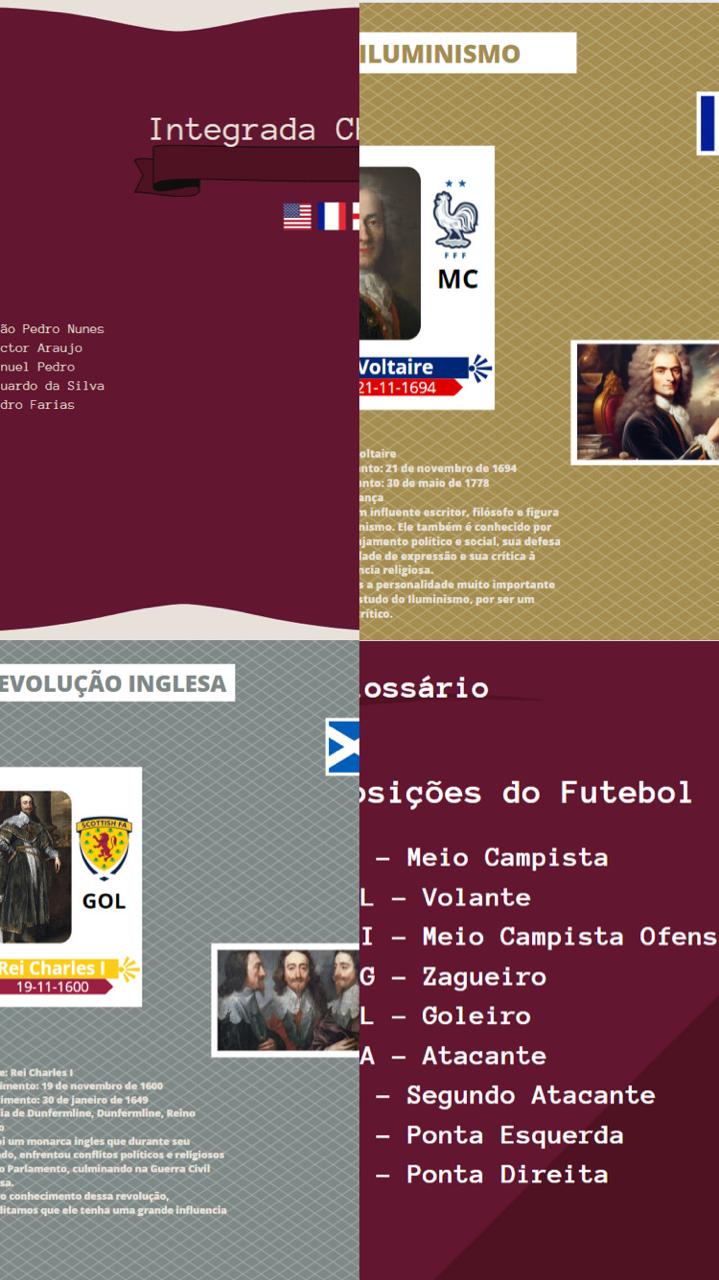 Integrada Ch
ão Pedro Nunes
ctor Araujo
nuel Pedro
uardo da Silva
dro Farias
ILUMINISMO
FFF
MC
Voltaire
21-11-1694
oltaire
nto: 21 de novembro de 1694
nto: 30 de maio de 1778
ança
m influente escritor, filósofo e figura
nismo. Ele também é conhecido por
ajamento político e social, sua defesa
dade de expressão e sua crítica à
ncia religiosa.
s a personalidade muito importante
studo do Iluminismo, por ser um
rítico.
EVOLUÇÃO INGLESA
SCOTTISH FA
GOL
Rei Charles I
19-11-1600
e: Rei Charles I
imento: 19 de novembro de 1600
cimento: 30 de janeiro de 1649
ia de Dunfermline, Dunfermline, Reino
o
oi um monarca ingles que durante seu
ado, enfrentou conflitos políticos e religiosos
o Parlamento, culminando na Guerra Civil
sa.
o conhecimento dessa revolução,
ditamos que ele tenha uma grande influencia
lossário
osições do Futebol
– Meio Campista
L – Volante
I – Meio Campista Ofens
G – Zagueiro
L – Goleiro
A – Atacante
– Segundo Atacante
– Ponta Esquerda
– Ponta Direita